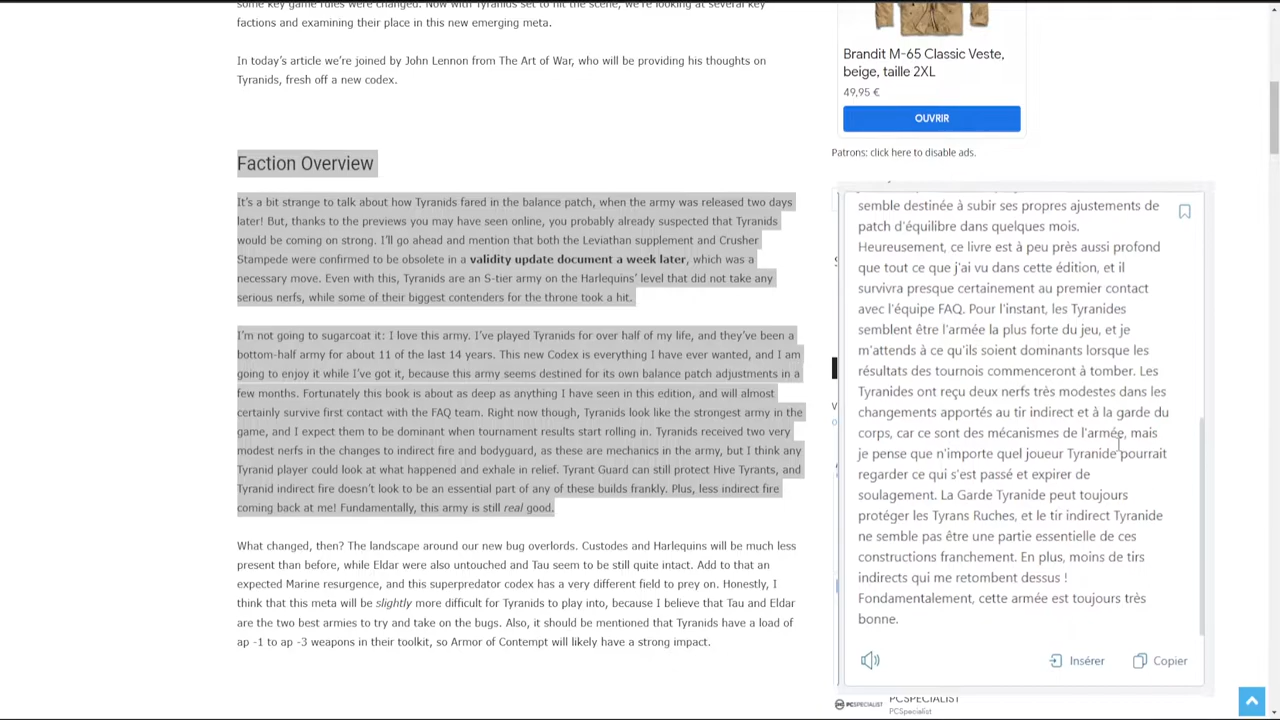 some key game rules were changed. Now with Tyranids set to hit the scene, we're looking at several key
factions and examining their place in this new emerging meta.
In today's article we're joined by John Lennon from The Art of War, who will be providing his thoughts on
Tyranids, fresh off a new codex.
Faction Overview
It's a bit strange to talk about how Tyranids fared in the balance patch, when the army was released two days
later! But, thanks to the previews you may have seen online, you probably already suspected that Tyranids
would be coming on strong. I'll go ahead and mention that both the Leviathan supplement and Crusher
Stampede were confirmed to be obsolete in a validity update document a week later, which was a
necessary move. Even with this, Tyranids are an S-tier army on the Harlequins' level that did not take any
serious nerfs, while some of their biggest contenders for the throne took a hit.
I'm not going to sugarcoat it: I love this army. I've played Tyranids for over half of my life, and they've been a
bottom-half army for about 11 of the last 14 years. This new Codex is everything I have ever wanted, and I am
going to enjoy it while I've got it, because this army seems destined for its own balance patch adjustments in a
few months. Fortunately this book is about as deep as anything I have seen in this edition, and will almost
certainly survive first contact with the FAQ team. Right now though, Tyranids look like the strongest army in the
game, and I expect them to be dominant when tournament results start rolling in. Tyranids received two very
modest nerfs in the changes to indirect fire and bodyguard, as these are mechanics in the army, but I think any
Tyranid player could look at what happened and exhale in relief. Tyrant Guard can still protect Hive Tyrants, and
Tyranid indirect fire doesn't look to be an essential part of any of these builds frankly. Plus, less indirect fire
coming back at me! Fundamentally, this army is still real good.
What changed, then? The landscape around our new bug overlords. Custodes and Harlequins will be much less
present than before, while Eldar were also untouched and Tau seem to be still quite intact. Add to that an
expected Marine resurgence, and this superpredator codex has a very different field to prey on. Honestly, I
think that this meta will be slightly more difficult for Tyranids to play into, because I believe that Tau and Eldar
are the two best armies to try and take on the bugs. Also, it should be mentioned that Tyranids have a load of
ap -1 to ap -3 weapons in their toolkit, so Armor of Contempt will likely have a strong impact.
Brandit M-65 Classic Veste,
beige, taille 2XL
49,95 €
OUVRIR
Patrons: click here to disable ads.
semble destinée à subir ses propres ajustements de
patch d'équilibre dans quelques mois.
Heureusement, ce livre est à peu près aussi profond
que tout ce que j'ai vu dans cette édition, et il
survivra presque certainement au premier contact
avec l'équipe FAQ. Pour l'instant, les Tyranides
semblent être l'armée la plus forte du jeu, et je
m'attends à ce qu'ils soient dominants lorsque les
résultats des tournois commenceront à tomber. Les
Tyranides ont reçu deux nerfs très modestes dans les
changements apportés au tir indirect et à la garde du
corps, car ce sont des mécanismes de l'armée, mais
je pense que n'importe quel joueur Tyranide pourrait
regarder ce qui s'est passé et expirer de
soulagement. La Garde Tyranide peut toujours
protéger les Tyrans Ruches, et le tir indirect Tyranide
ne semble pas être une partie essentielle de ces
constructions franchement. En plus, moins de tirs
indirects qui me retombent dessus !
Fondamentalement, cette armée est toujours très
bonne.
Insérer
Copier
PCSPECIALIST
PCSPECIALIST
PCSpecialist